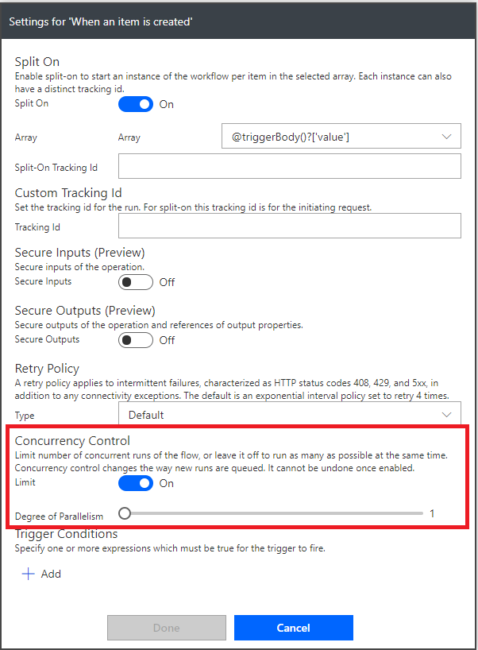 Settings for 'When an item is created'
Split On
Enable split-on to start an instance of the workflow per item in the selected array. Each instance can also
have a distinct tracking id.
Split On On
Array Array @triggerBody()?['value']
Split-On Tracking Id
Custom Tracking Id
Set the tracking id for the run. For split-on this tracking id is for the initiating request.
Tracking Id
Secure Inputs (Preview)
Secure inputs of the operation.
Secure Inputs Off
Secure Outputs (Preview)
Secure outputs of the operation and references of output properties.
Secure Outputs Off
Retry Policy
A retry policy applies to intermittent failures, characterized as HTTP status codes 408, 429, and 5xx, in
addition to any connectivity exceptions. The default is an exponential interval policy set to retry 4 times.
Type Default
Concurrency Control
Limit number of concurrent runs of the flow, or leave it off to run as many as possible at the same time.
Concurrency control changes the way new runs are queued. It cannot be undone once enabled.
Limit On
Degree of Parallelism 1
Trigger Conditions
Specify one or more expressions which must be true for the trigger to fire.
+ Add
Done Cancel